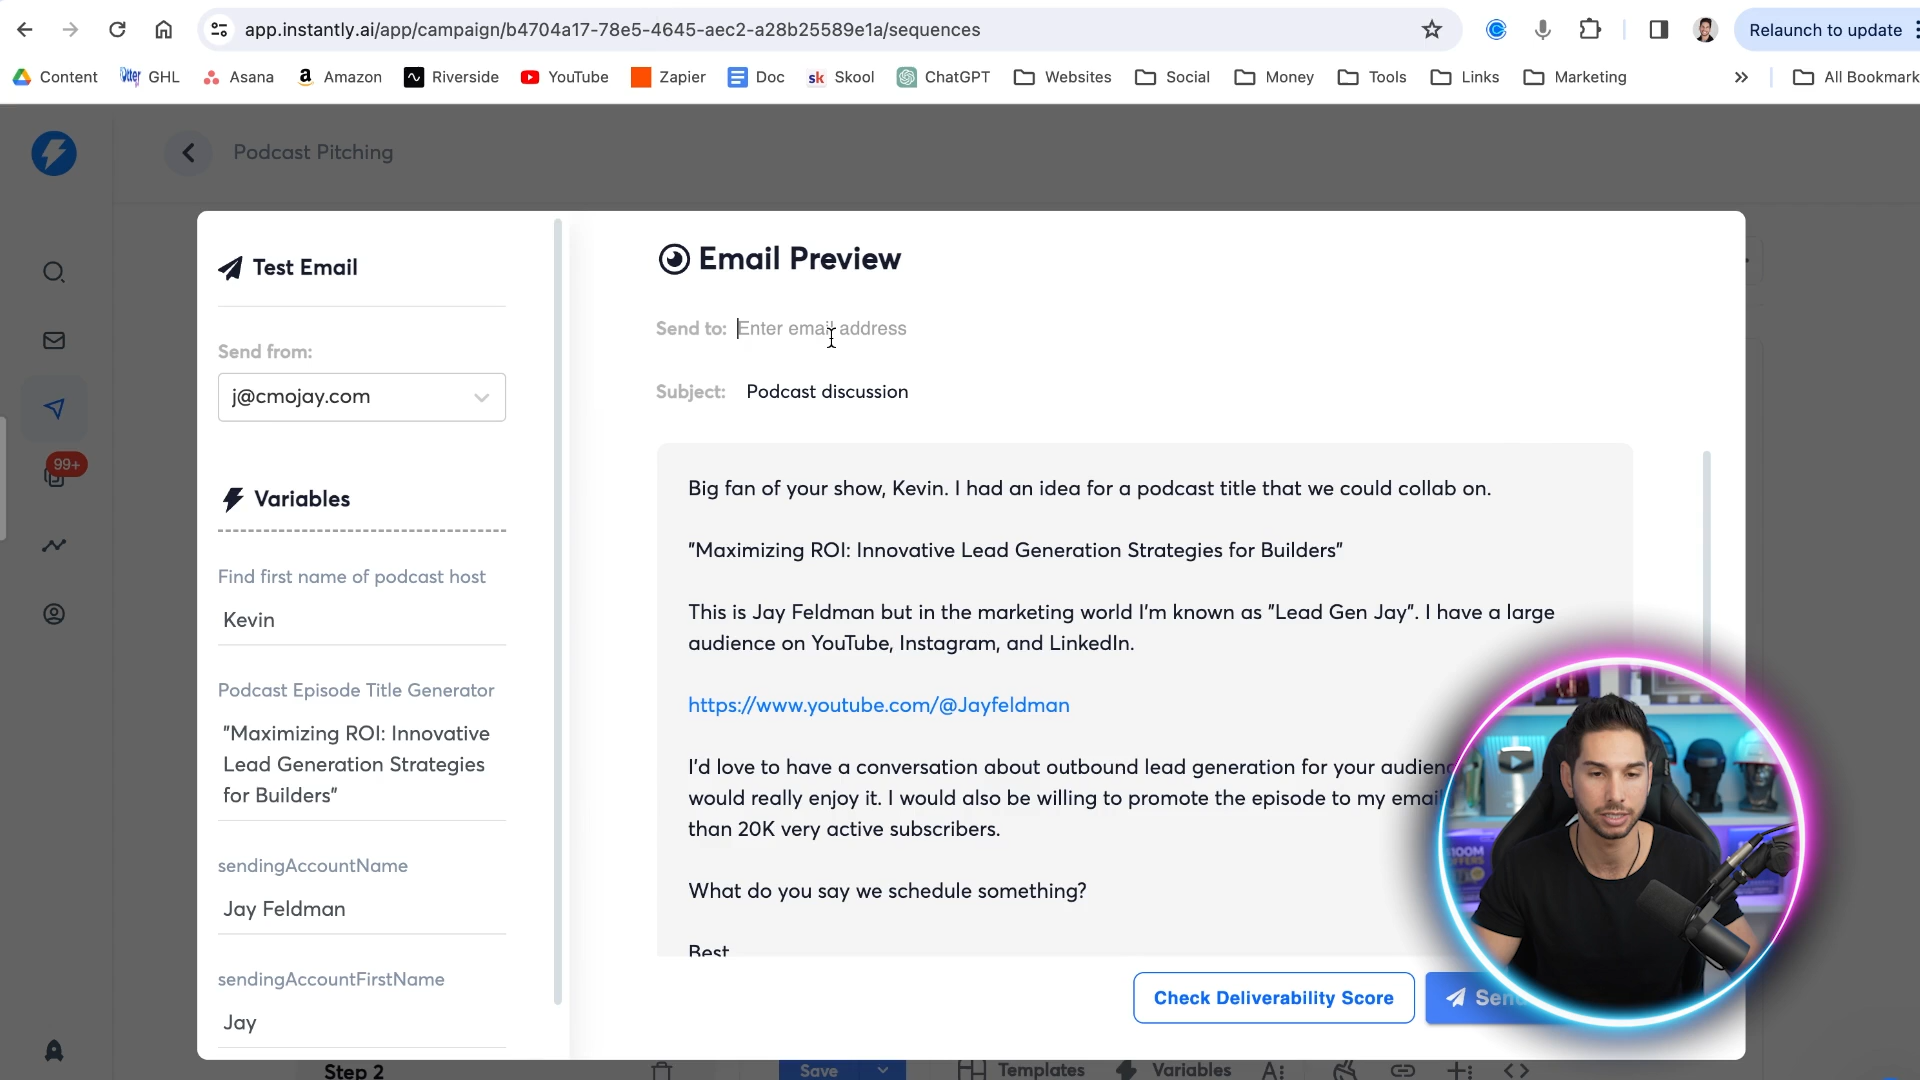 app.instantly.ai/app/campaign/b4704a17-78e5-4645-aec2-a28b25589e1a/sequences
Relaunch to update
Content
GHL
Asana
Amazon
Riverside
YouTube
Zapier
Doc
sk Skool
ChatGPT
Websites
Social
Money
Tools
Links
Marketing
All Bookmark
Podcast Pitching
99+
Test Email
Send from:
j@cmojay.com
Variables
Find first name of podcast host
Kevin
Podcast Episode Title Generator
"Maximizing ROI: Innovative
Lead Generation Strategies
for Builders"
sendingAccountName
Jay Feldman
sendingAccountFirstName
Jay
Email Preview
Send to: Enter email address
Subject: Podcast discussion
Big fan of your show, Kevin. I had an idea for a podcast title that we could collab on.
"Maximizing ROI: Innovative Lead Generation Strategies for Builders"
This is Jay Feldman but in the marketing world I'm known as "Lead Gen Jay". I have a large
audience on YouTube, Instagram, and LinkedIn.
https://www.youtube.com/@Jayfeldman
I'd love to have a conversation about outbound lead generation for your audienc
would really enjoy it. I would also be willing to promote the episode to my email
than 20K very active subscribers.
What do you say we schedule something?
Best
Check Deliverability Score
Send
$100M
OFFERS
Step 2
Save
Templates
Variables